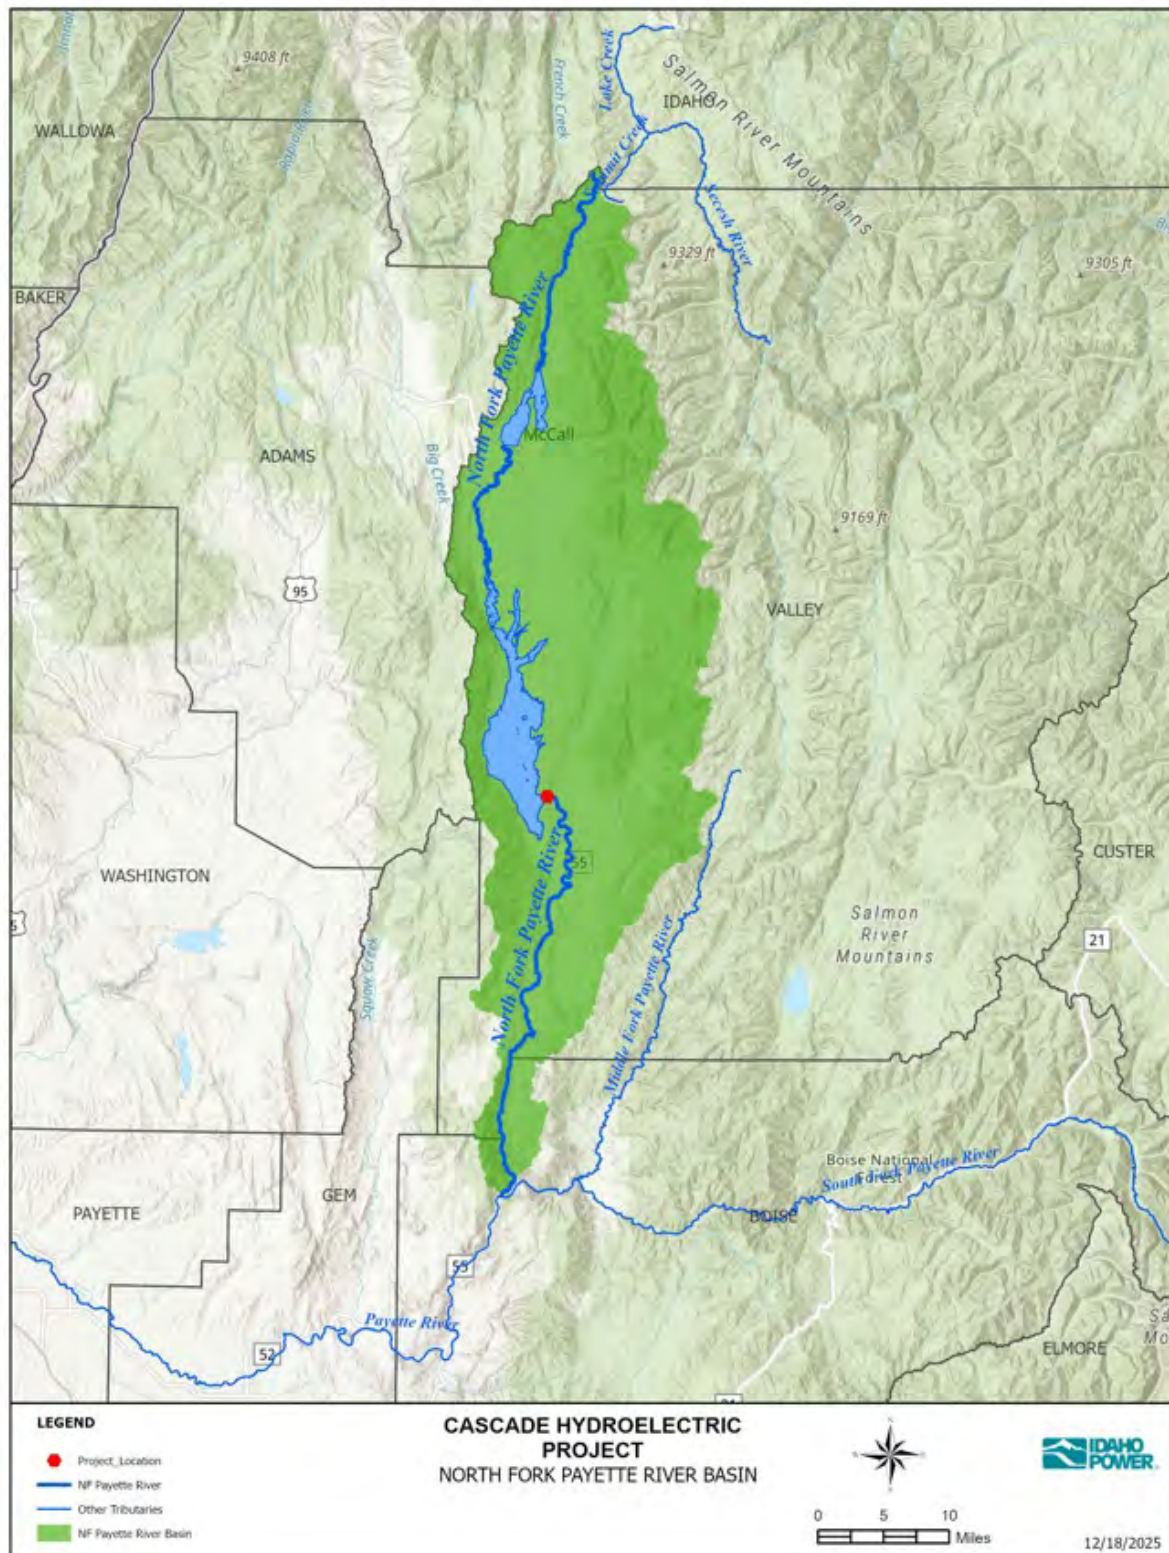 9408 ft
French Creek
Lake Creek
Salmon River Mountains
IDAHO
WALLOWA
Rapid River
Secesh River
9329 ft
9305 ft
BAKER
North Fork Payette River
McCall
ADAMS
Big Creek
9169 ft
95
VALLEY
55
CUSTER
WASHINGTON
North Fork Payette River
Salmon
River
Mountains
21
Squaw Creek
Middle Fork Payette River
Boise National
Forest
South Fork Payette River
GEM
PAYETTE
BOISE
55
Payette River
52
ELMORE
LEGEND
Project_Location
NF Payette River
Other Tributaries
NF Payette River Basin
CASCADE HYDROELECTRIC
PROJECT
NORTH FORK PAYETTE RIVER BASIN
0 5 10
Miles
IDAHO
POWER
12/18/2025